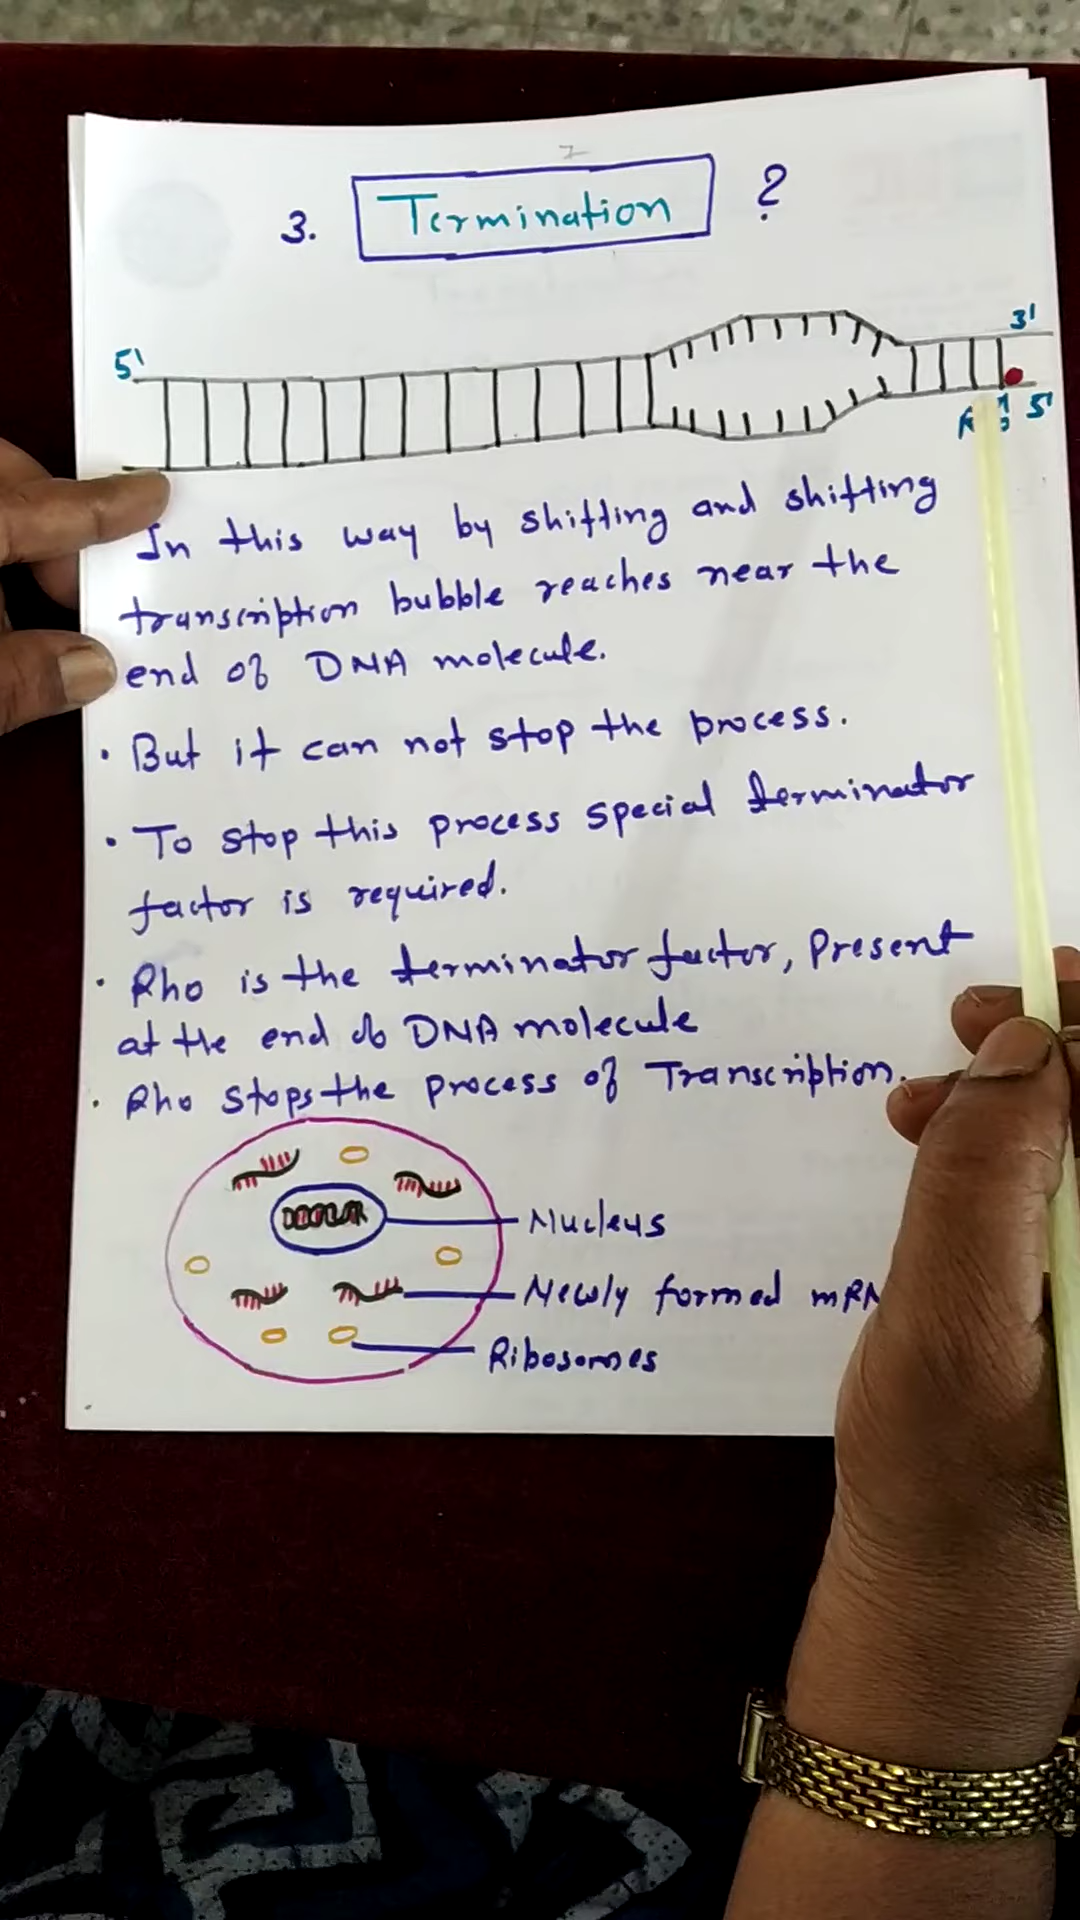 3. Termination ?
5'
3'
5'
In this way by shifting and shifting
transcription bubble reaches near the
end of DNA molecule.
• But it can not stop the process.
• To stop this process special terminator
factor is required.
• Rho is the terminator factor, Present
at the end of DNA molecule
• Rho stops the process of Transcription.
Nucleus
Newly formed
Ribosomes